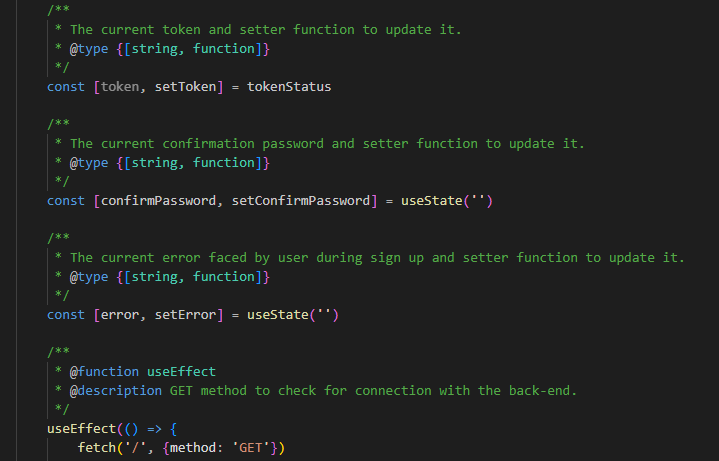 /**
 * The current token and setter function to update it.
 * @type {[string, function]}
 */
const [token, setToken] = tokenStatus
/**
 * The current confirmation password and setter function to update it.
 * @type {[string, function]}
 */
const [confirmPassword, setConfirmPassword] = useState('')
/**
 * The current error faced by user during sign up and setter function to update it.
 * @type {[string, function]}
 */
const [error, setError] = useState('')
/**
 * @function useEffect
 * @description GET method to check for connection with the back-end.
 */
useEffect(() => {
    fetch('/', {method: 'GET'})